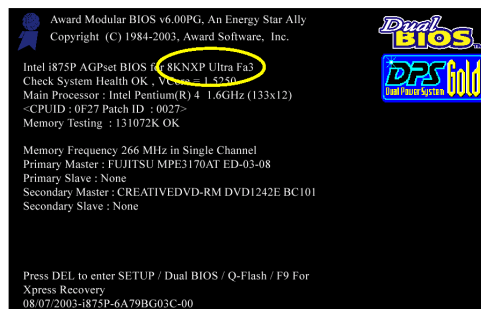 Award Modular BIOS v6.00PG, An Energy Star Ally
Copyright (C) 1984-2003, Award Software, Inc.
Dual
BIOS
TM
Intel i875P AGPset BIOS for 8KNXP Ultra Fa3
Check System Health OK , VCore = 1.5250
Main Processor : Intel Pentium(R) 4 1.6GHz (133x12)
<CPUID : 0F27 Patch ID : 0027>
Memory Testing : 131072K OK
DPS Gold
Dual Power System
Memory Frequency 266 MHz in Single Channel
Primary Master : FUJITSU MPE3170AT ED-03-08
Primary Slave : None
Secondary Master : CREATIVEDVD-RM DVD1242E BC101
Secondary Slave : None
Press DEL to enter SETUP / Dual BIOS / Q-Flash / F9 For
Xpress Recovery
08/07/2003-i875P-6A79BG03C-00